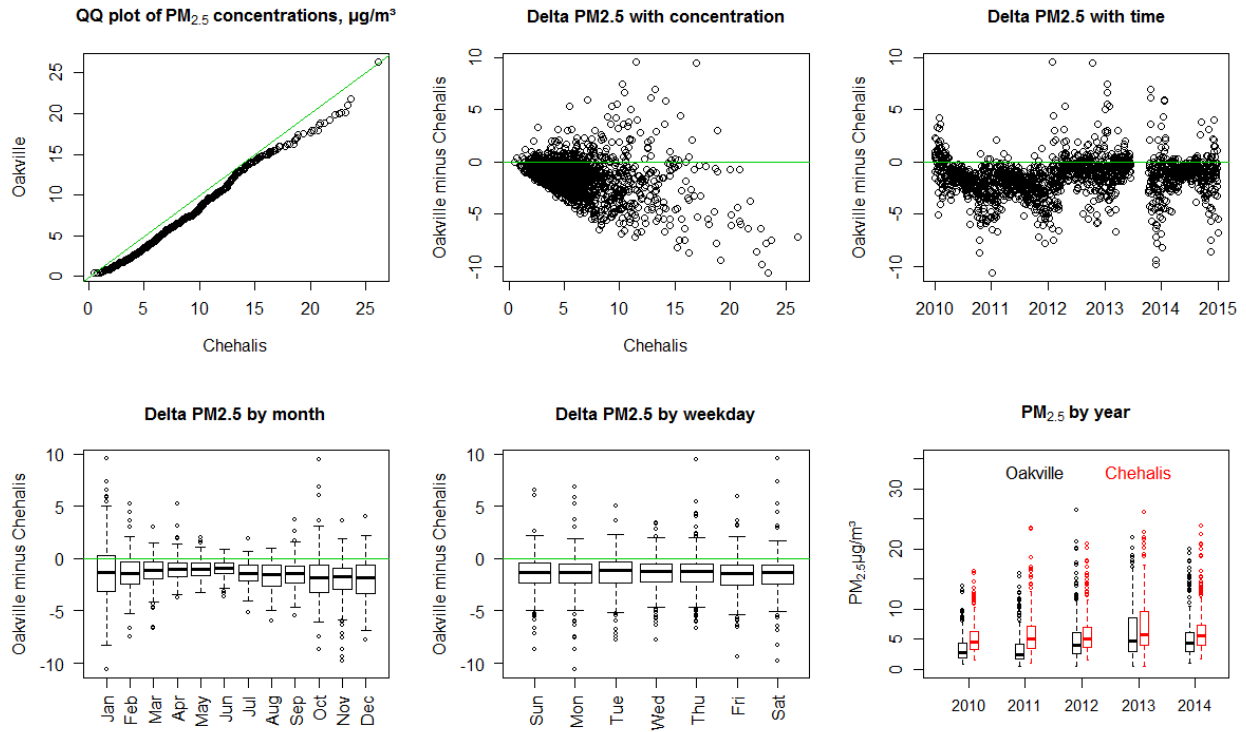 QQ plot of PM₂.₅ concentrations, µg/m³
Oakville
25
20
15
10
5
0
0 5 10 15 20 25
Chehalis
Delta PM2.5 with concentration
Oakville minus Chehalis
10
5
0
-5
-10
0 5 10 15 20 25
Chehalis
Delta PM2.5 with time
Oakville minus Chehalis
10
5
0
-5
-10
2010 2011 2012 2013 2014 2015
Delta PM2.5 by month
Oakville minus Chehalis
10
5
0
-5
-10
Jan Feb Mar Apr May Jun Jul Aug Sep Oct Nov Dec
Delta PM2.5 by weekday
Oakville minus Chehalis
10
5
0
-5
-10
Sun Mon Tue Wed Thu Fri Sat
PM₂.₅ by year
Oakville Chehalis
PM₂.₅µg/m³
30
20
10
5
0
2010 2011 2012 2013 2014